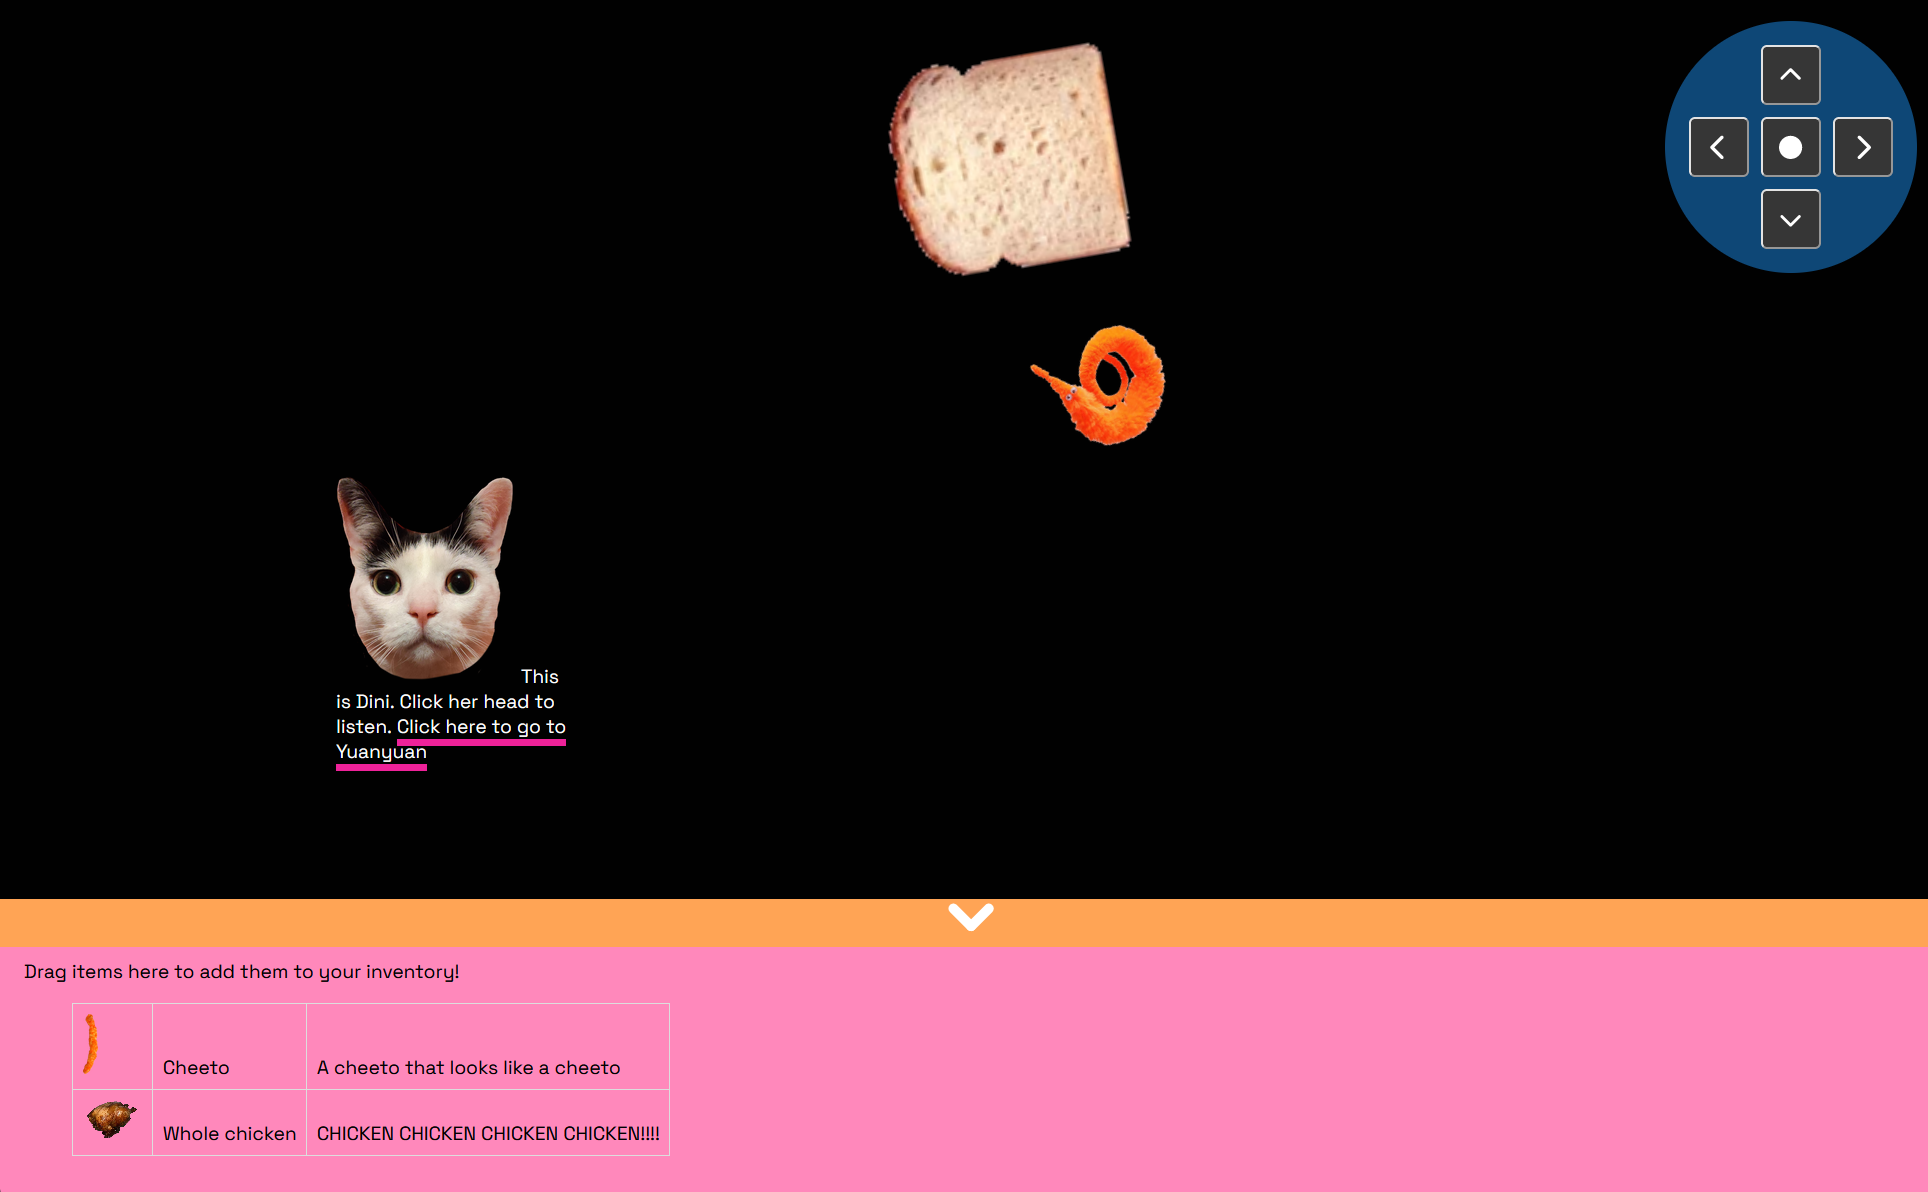 This
is Dini. Click her head to
listen. Click here to go to
Yuanyuan
Drag items here to add them to your inventory!
Cheeto
A cheeto that looks like a cheeto
Whole chicken
CHICKEN CHICKEN CHICKEN CHICKEN!!!!